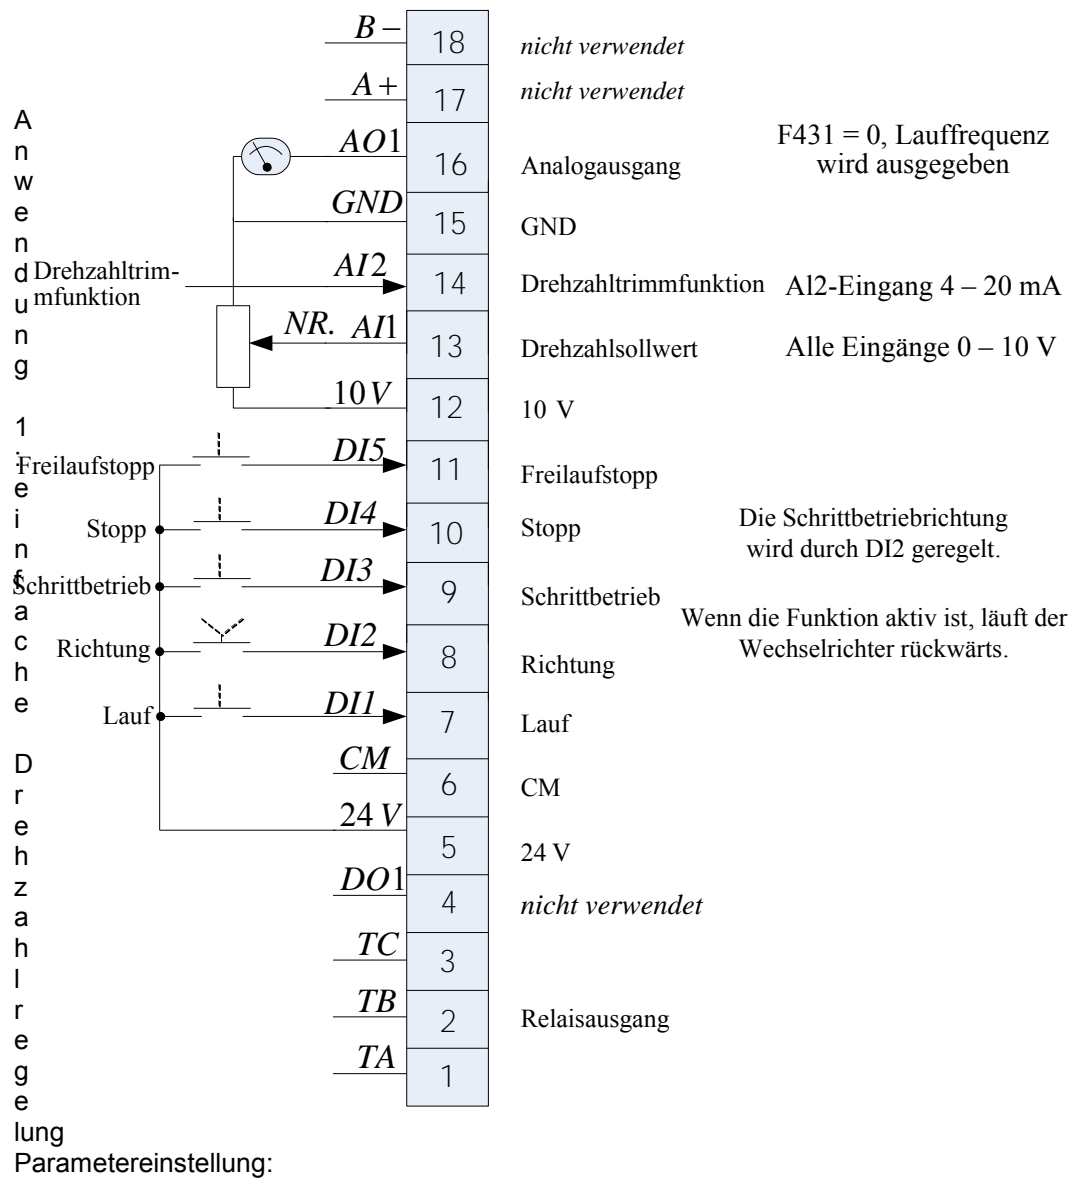 Anwendung 1: einfache Drehzahlregelung
B – 18 nicht verwendet
A + 17 nicht verwendet
AO1 16 Analogausgang
F431 = 0, Lauffrequenz
wird ausgegeben
GND 15 GND
Drehzahltrim-
mfunktion
AI2 14 Drehzahltrimmfunktion Al2-Eingang 4 – 20 mA
NR. AI1 13 Drehzahlsollwert Alle Eingänge 0 – 10 V
10V 12 10 V
Freilaufstopp DI5 11 Freilaufstopp
Stopp DI4 10 Stopp
Die Schrittbetriebrichtung
wird durch DI2 geregelt.
Schrittbetrieb DI3 9 Schrittbetrieb
Wenn die Funktion aktiv ist, läuft der
Wechselrichter rückwärts.
Richtung DI2 8 Richtung
Lauf DI1 7 Lauf
CM 6 CM
24 V 5 24 V
DO1 4 nicht verwendet
TC 3
TB 2 Relaisausgang
TA 1
Parametereinstellung: